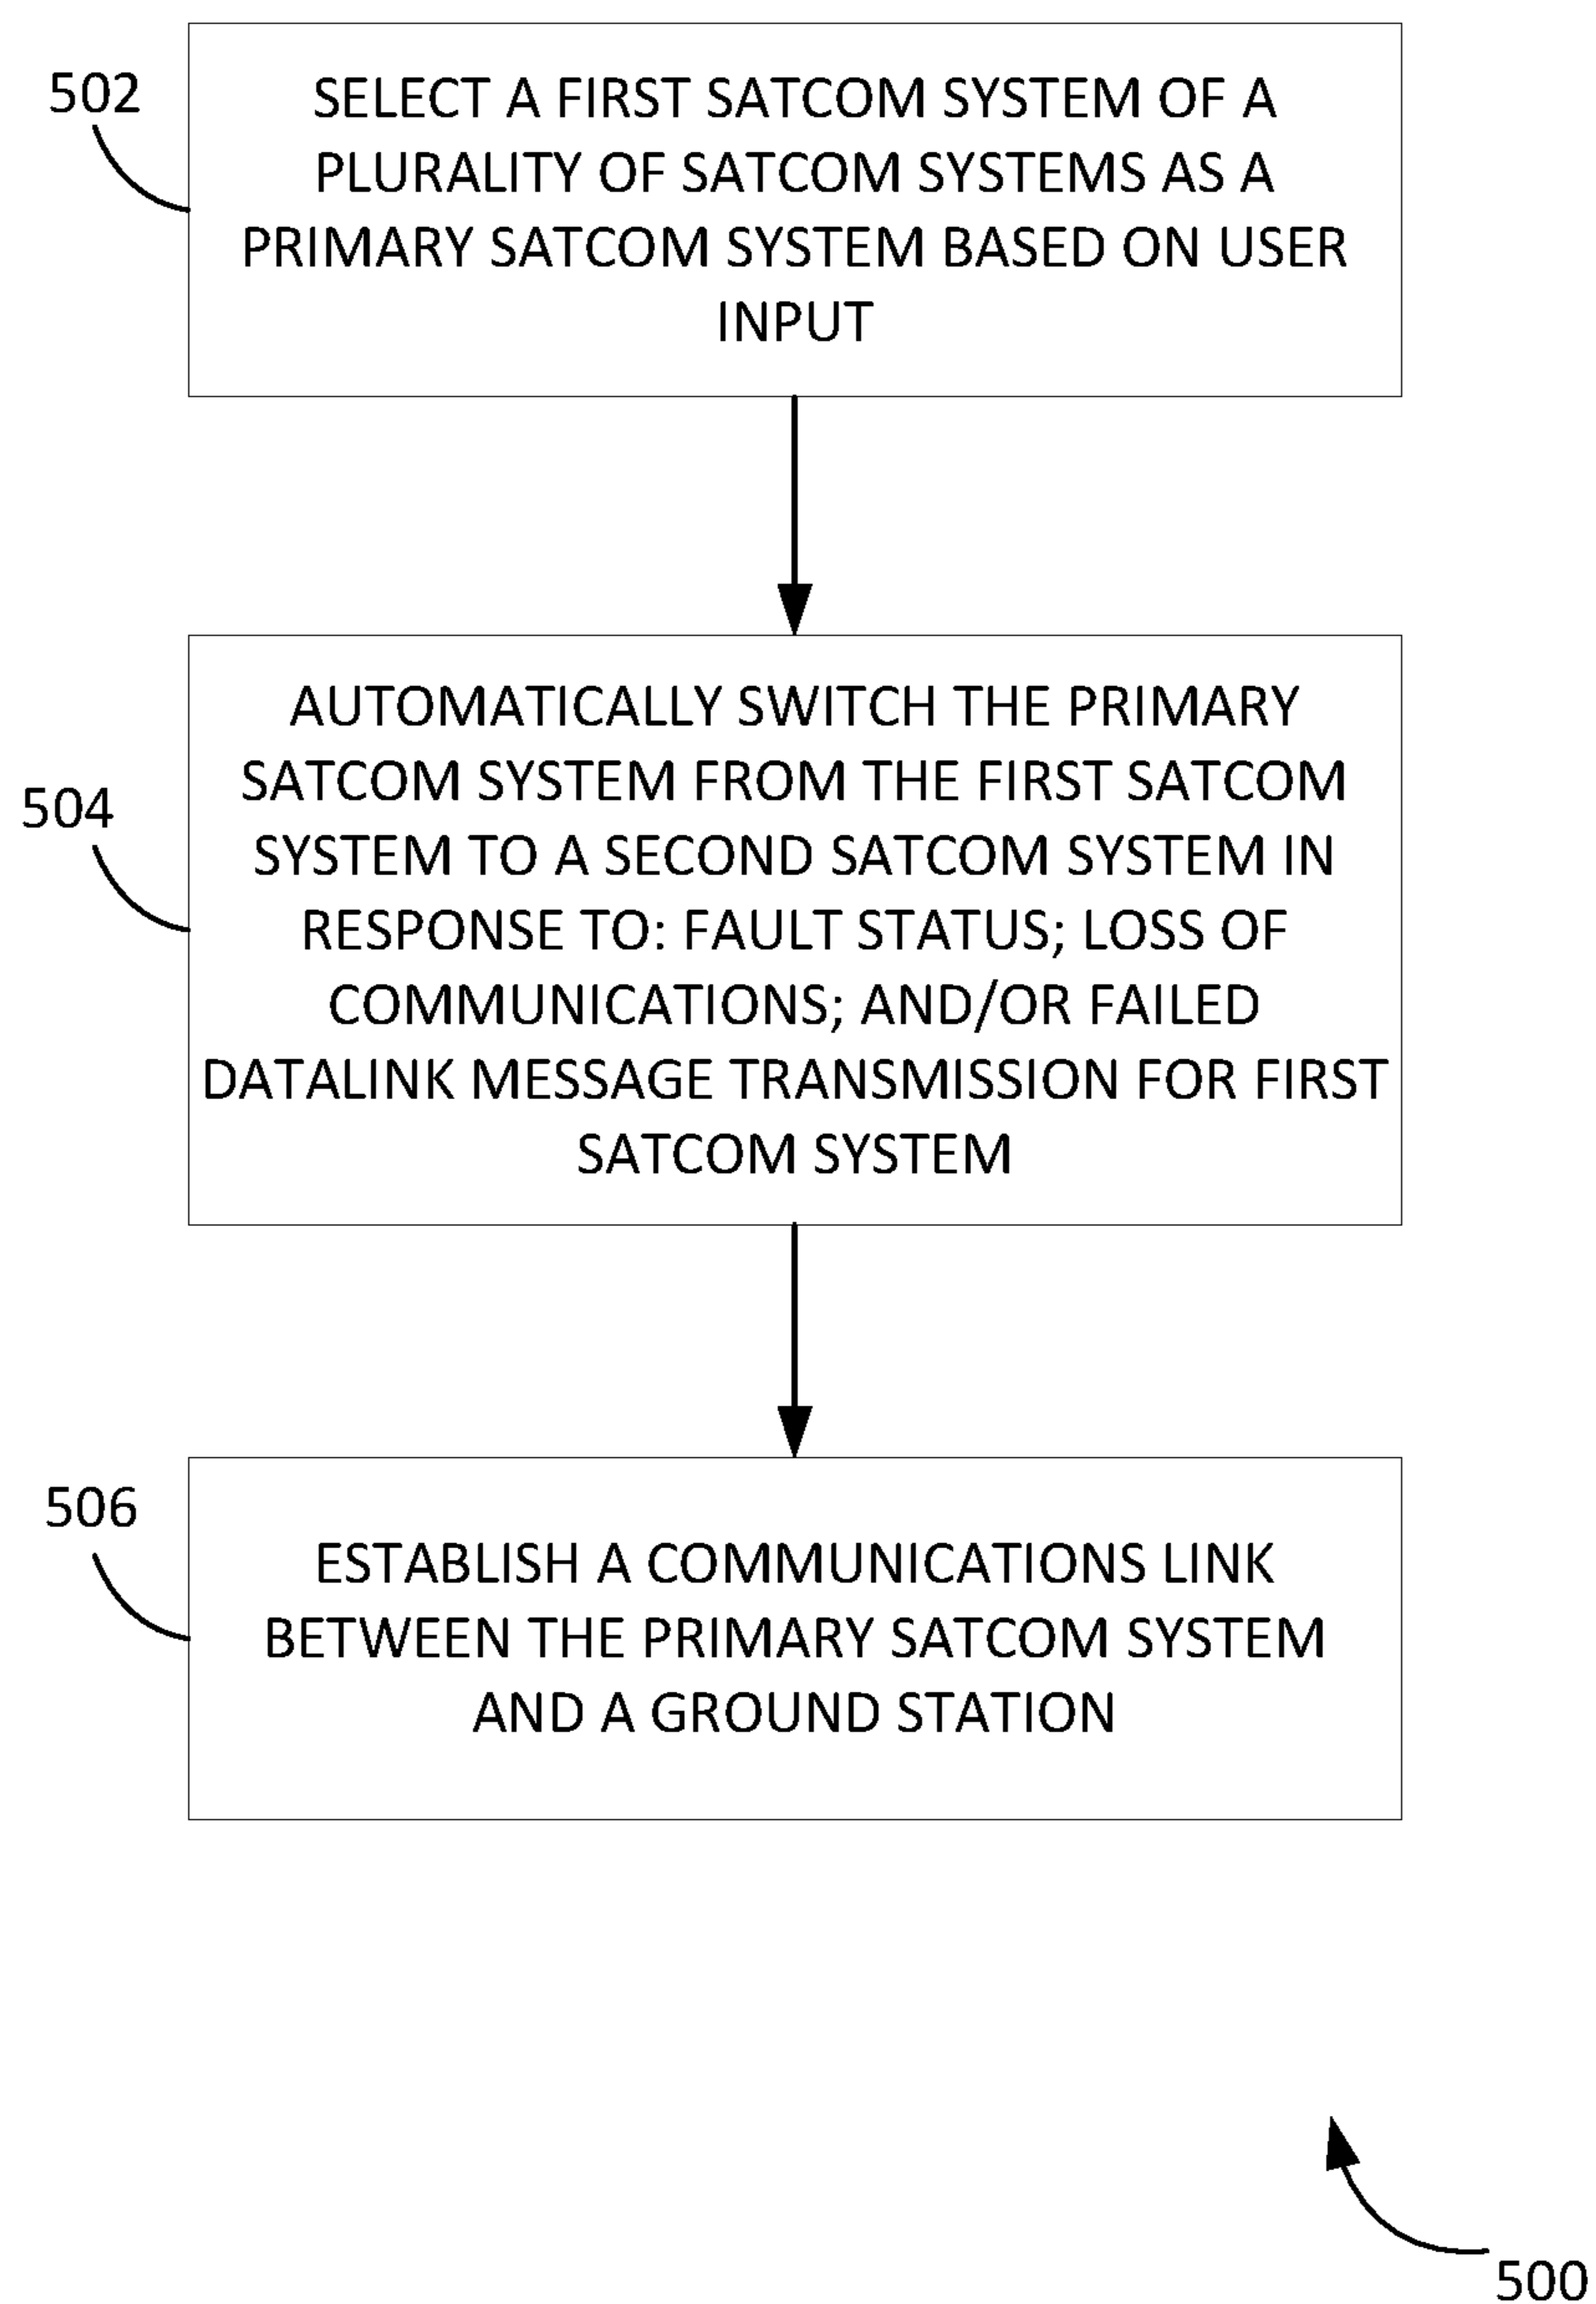 502
SELECT A FIRST SATCOM SYSTEM OF A
PLURALITY OF SATCOM SYSTEMS AS A
PRIMARY SATCOM SYSTEM BASED ON USER
INPUT
504
AUTOMATICALLY SWITCH THE PRIMARY
SATCOM SYSTEM FROM THE FIRST SATCOM
SYSTEM TO A SECOND SATCOM SYSTEM IN
RESPONSE TO: FAULT STATUS; LOSS OF
COMMUNICATIONS; AND/OR FAILED
DATALINK MESSAGE TRANSMISSION FOR FIRST
SATCOM SYSTEM
506
ESTABLISH A COMMUNICATIONS LINK
BETWEEN THE PRIMARY SATCOM SYSTEM
AND A GROUND STATION
500